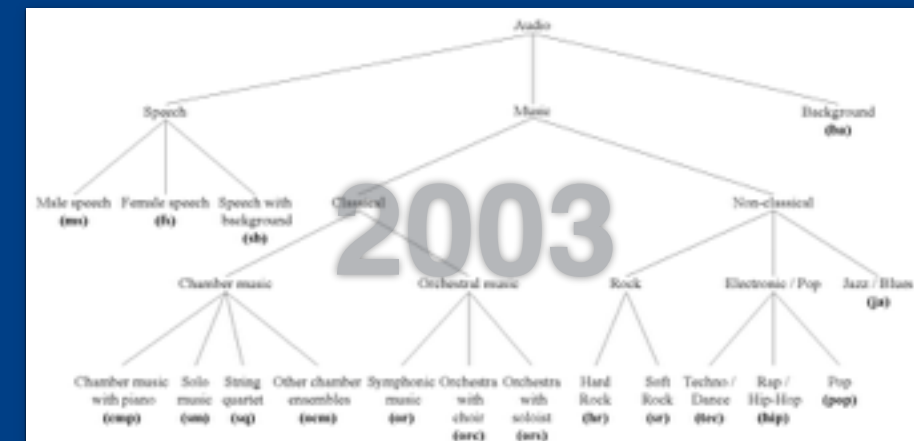 Audio
Speech
Music
Background
(ba)
Male speech
(ms)
Female speech
(fs)
Speech with
background
(sb)
Classical
Non-classical
2003
Chamber music
Orchestral music
Rock
Electronic / Pop
Jazz / Blues
(ja)
Chamber music
with piano
(cmp)
Solo
music
(sm)
String
quartet
(sq)
Other chamber
ensembles
(ocm)
Symphonic
music
(or)
Orchestra
with
choir
(orc)
Orchestra
with
soloist
(ors)
Hard
Rock
(hr)
Soft
Rock
(sr)
Techno /
Dance
(tec)
Rap /
Hip-Hop
(hip)
Pop
(pop)